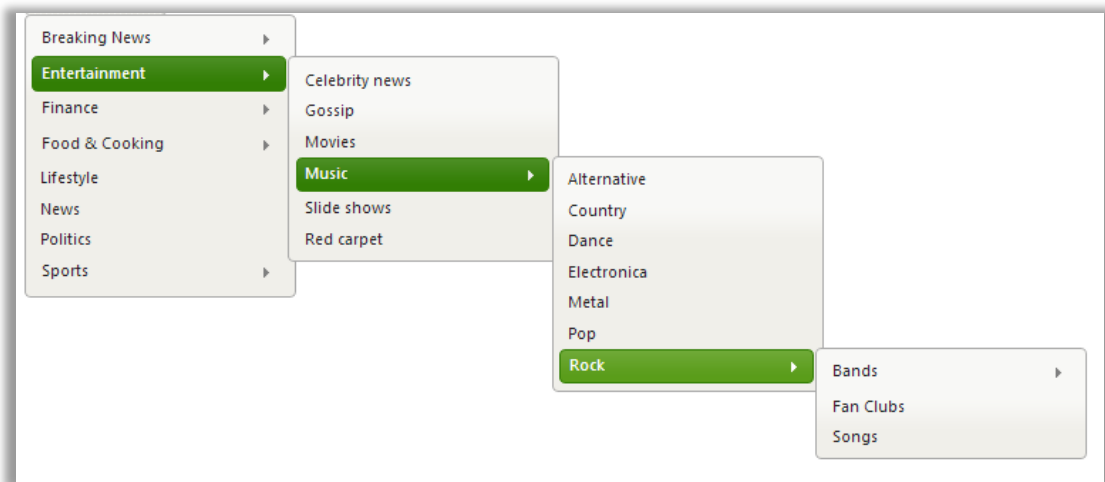 Breaking News
Entertainment
Finance
Food & Cooking
Lifestyle
News
Politics
Sports
Celebrity news
Gossip
Movies
Music
Slide shows
Red carpet
Alternative
Country
Dance
Electronica
Metal
Pop
Rock
Bands
Fan Clubs
Songs